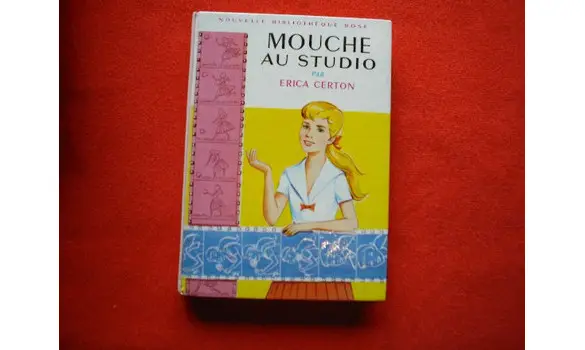 NOUVELLE BIBLIOTHÈQUE ROSE
MOUCHE
AU STUDIO
PAR
ERICA CERTON